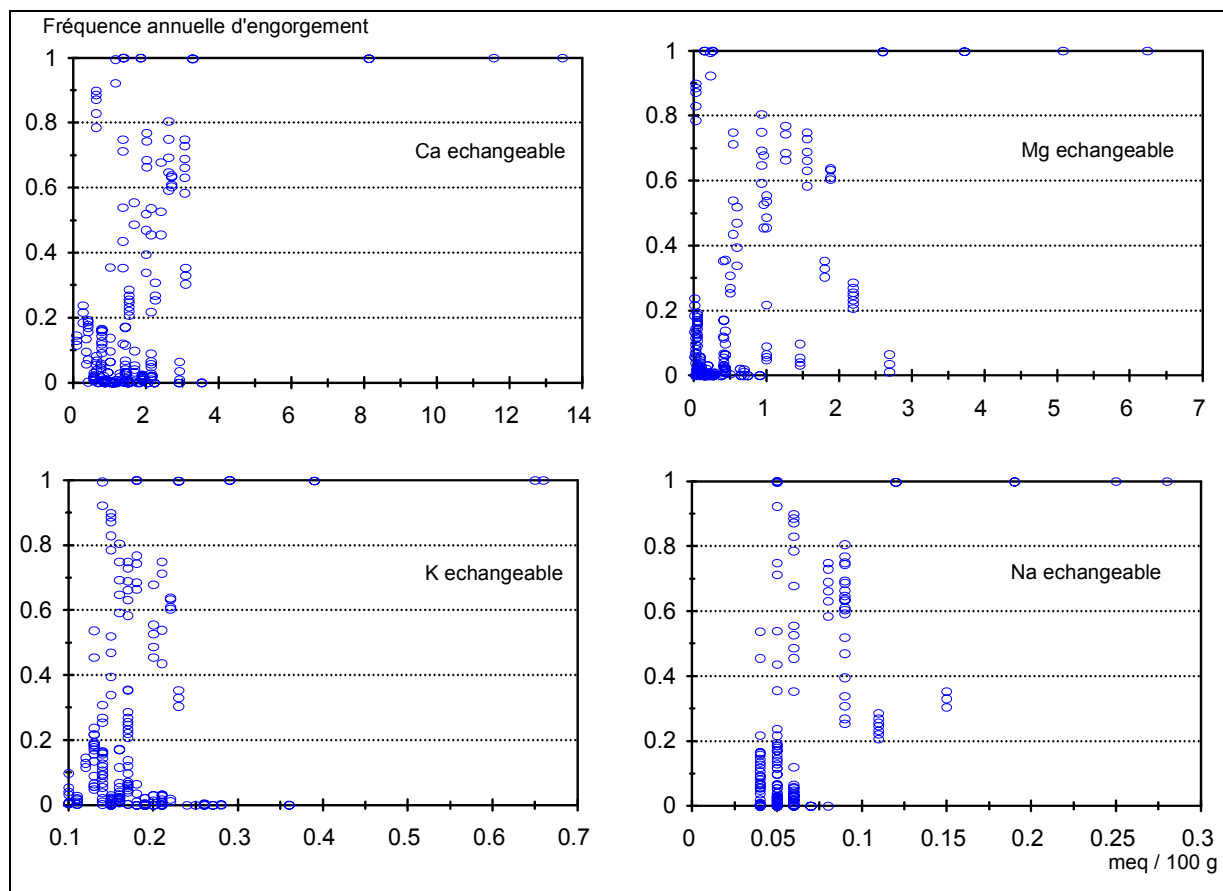 Fréquence annuelle d'engorgement
1
0.8
0.6
0.4
0.2
0
0 2 4 6 8 10 12 14
Ca echangeable
1
0.8
0.6
0.4
0.2
0
0 1 2 3 4 5 6 7
Mg echangeable
1
0.8
0.6
0.4
0.2
0
0.1 0.2 0.3 0.4 0.5 0.6 0.7
K echangeable
1
0.8
0.6
0.4
0.2
0
0 0.05 0.1 0.15 0.2 0.25 0.3
Na echangeable
meq / 100 g